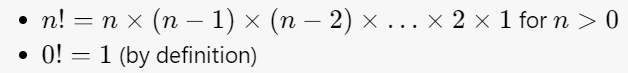 • n! = n × (n − 1) × (n − 2) × … × 2 × 1 for n > 0
• 0! = 1 (by definition)